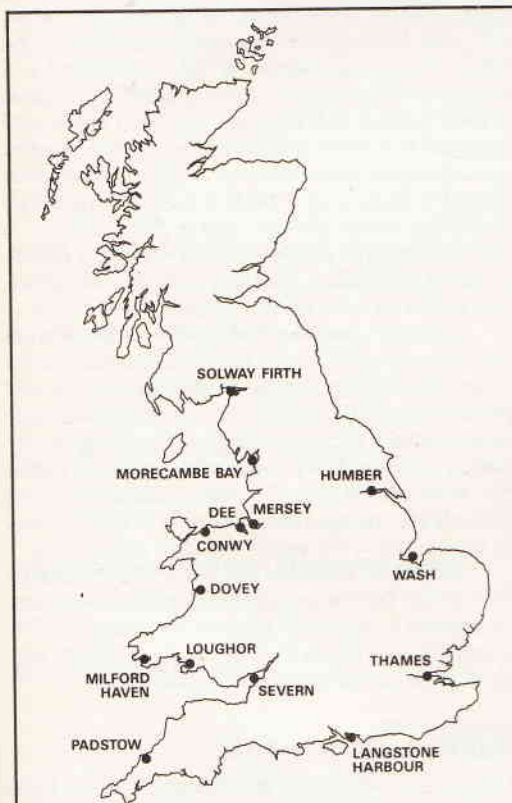 SOLWAY FIRTH
MORECAMBE BAY
HUMBER
DEE
MERSEY
CONWY
WASH
DOVEY
LOUGHOR
MILFORD
HAVEN
THAMES
SEVERN
PADSTOW
LANGSTONE
HARBOUR